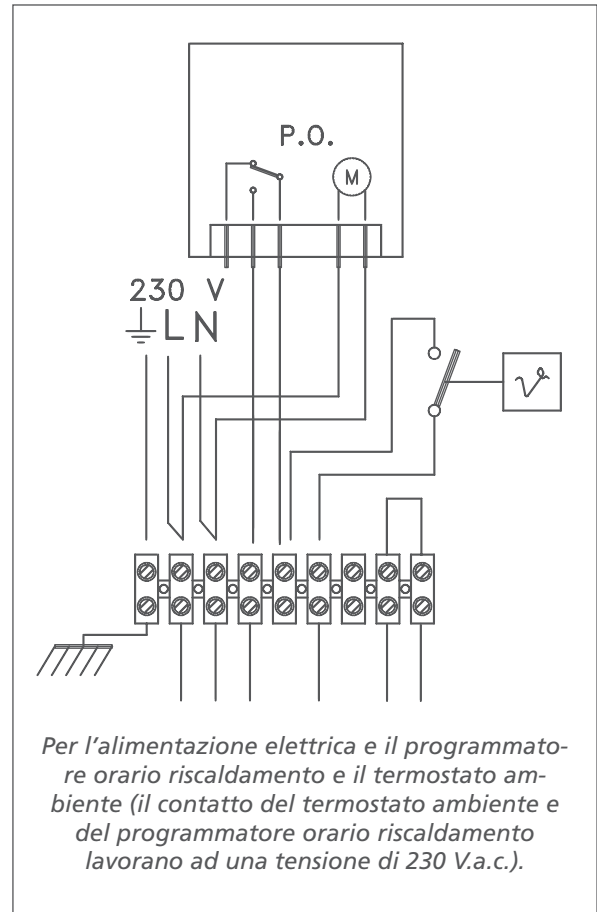 P.O.
M
230 V
L N
Per l'alimentazione elettrica e il programmato-
re orario riscaldamento e il termostato am-
biente (il contatto del termostato ambiente e
del programmatore orario riscaldamento
lavorano ad una tensione di 230 V.a.c.).